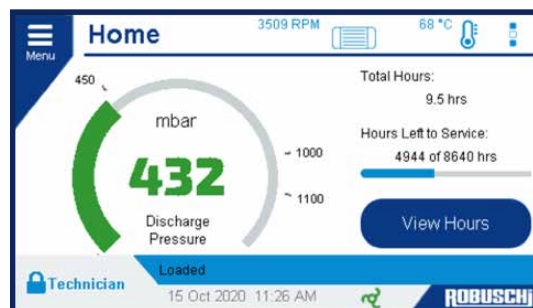 Menu
Home
3509 RPM
68 °C
450
mbar
432
Discharge
Pressure
1000
1100
Total Hours:
9.5 hrs
Hours Left to Service:
4944 of 8640 hrs
View Hours
Technician
Loaded
15 Oct 2020 11:26 AM
ROBUSCHi